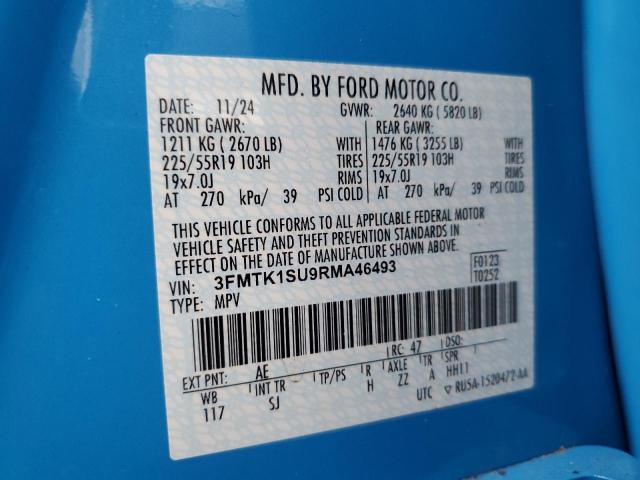 MFD. BY FORD MOTOR CO.
DATE: 11/24 GVWR: 2640 KG ( 5820 LB)
FRONT GAWR: REAR GAWR:
1211 KG ( 2670 LB) WITH 1476 KG ( 3255 LB) WITH
225/55R19 103H TIRES 225/55R19 103H TIRES
19x7.0J RIMS 19x7.0J RIMS
AT 270 kPa/ 39 PSI COLD AT 270 kPa/ 39 PSI COLD
THIS VEHICLE CONFORMS TO ALL APPLICABLE FEDERAL MOTOR
VEHICLE SAFETY AND THEFT PREVENTION STANDARDS IN
EFFECT ON THE DATE OF MANUFACTURE SHOWN ABOVE.
VIN: 3FMTK1SU9RMA46493 F0123
TYPE: MPV T0252
EXT PNT: AE RC: 47 DSO:
WB INT TR TP/PS R AXLE TR SPR
117 SJ H ZZ A HH11
UTC ▽ RU5A-1520472-AA